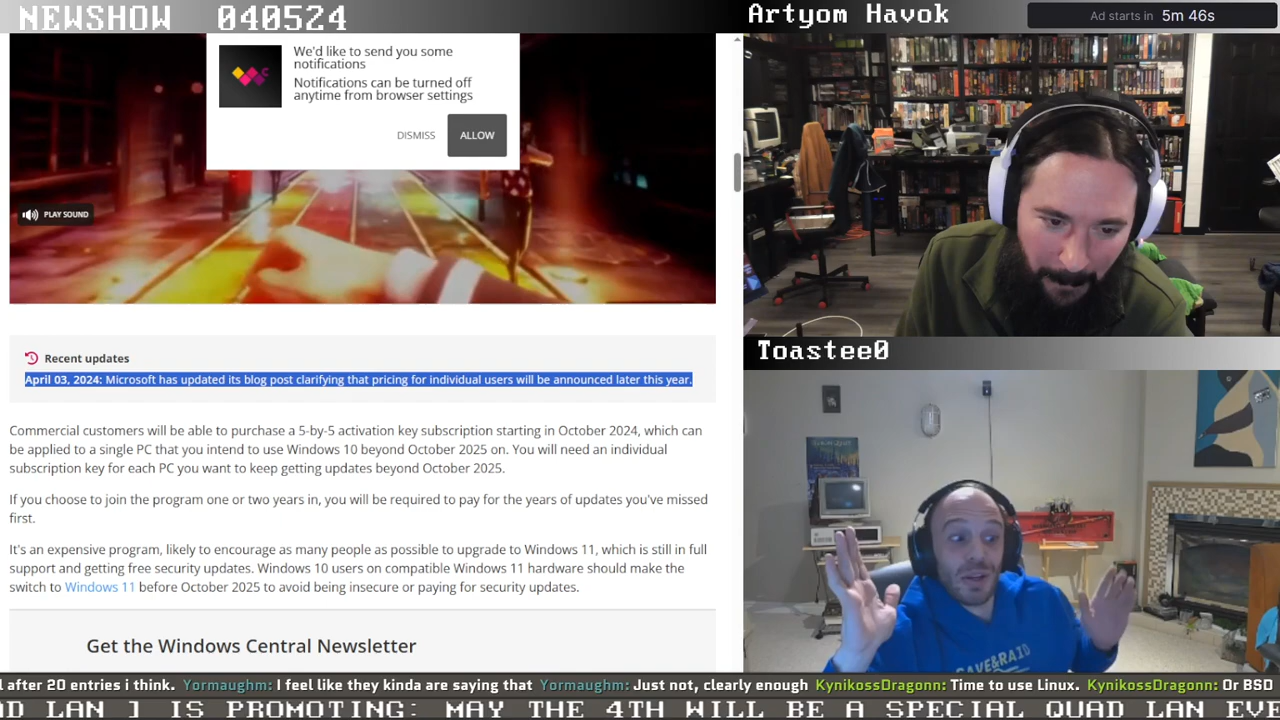 NEWSHOW 040524
Artyom Havok
Ad starts in 5m 46s
We'd like to send you some
notifications
Notifications can be turned off
anytime from browser settings
DISMISS
ALLOW
PLAY SOUND
Recent updates
April 03, 2024: Microsoft has updated its blog post clarifying that pricing for individual users will be announced later this year.
Commercial customers will be able to purchase a 5-by-5 activation key subscription starting in October 2024, which can
be applied to a single PC that you intend to use Windows 10 beyond October 2025 on. You will need an individual
subscription key for each PC you want to keep getting updates beyond October 2025.
If you choose to join the program one or two years in, you will be required to pay for the years of updates you've missed
first.
It's an expensive program, likely to encourage as many people as possible to upgrade to Windows 11, which is still in full
support and getting free security updates. Windows 10 users on compatible Windows 11 hardware should make the
switch to Windows 11 before October 2025 to avoid being insecure or paying for security updates.
Get the Windows Central Newsletter
Toastee0
SAVE&RAID
l after 20 entries i think. Yormaughm: I feel like they kinda are saying that Yormaughm: Just not, clearly enough KynikossDragonn: Time to use Linux. KynikossDragonn: Or BSD
AD LAN ] IS PROMOTING: MAY THE 4TH WILL BE A SPECIAL QUAD LAN EVE